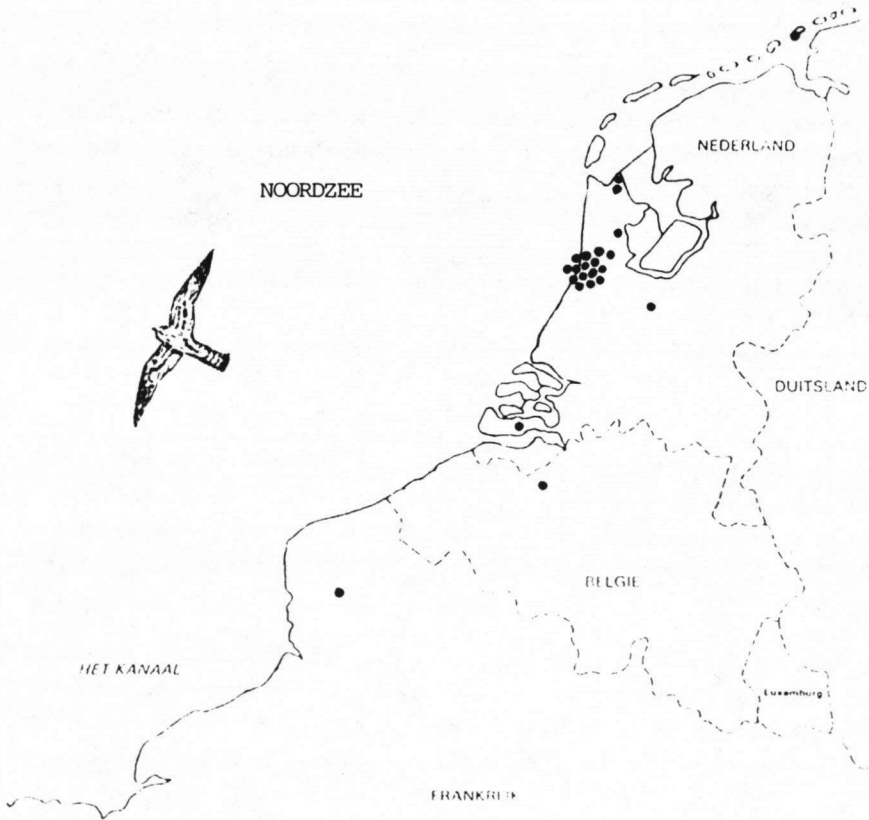 NEDERLAND
NOORDZEE
DUITSLAND
BELGIE
HET KANAAL
Luxemburg
FRANKRIJK